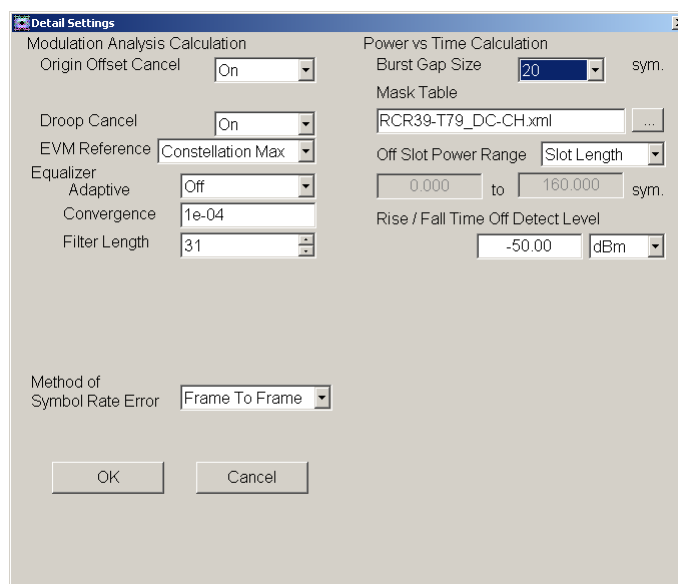 Detail Settings
Modulation Analysis Calculation
Origin Offset Cancel On
Droop Cancel On
EVM Reference Constellation Max
Equalizer
Adaptive Off
Convergence 1e-04
Filter Length 31
Method of
Symbol Rate Error Frame To Frame
OK Cancel
Power vs Time Calculation
Burst Gap Size 20 sym.
Mask Table
RCR39-T79_DC-CH.xml ...
Off Slot Power Range Slot Length
0.000 to 160.000 sym.
Rise / Fall Time Off Detect Level
-50.00 dBm